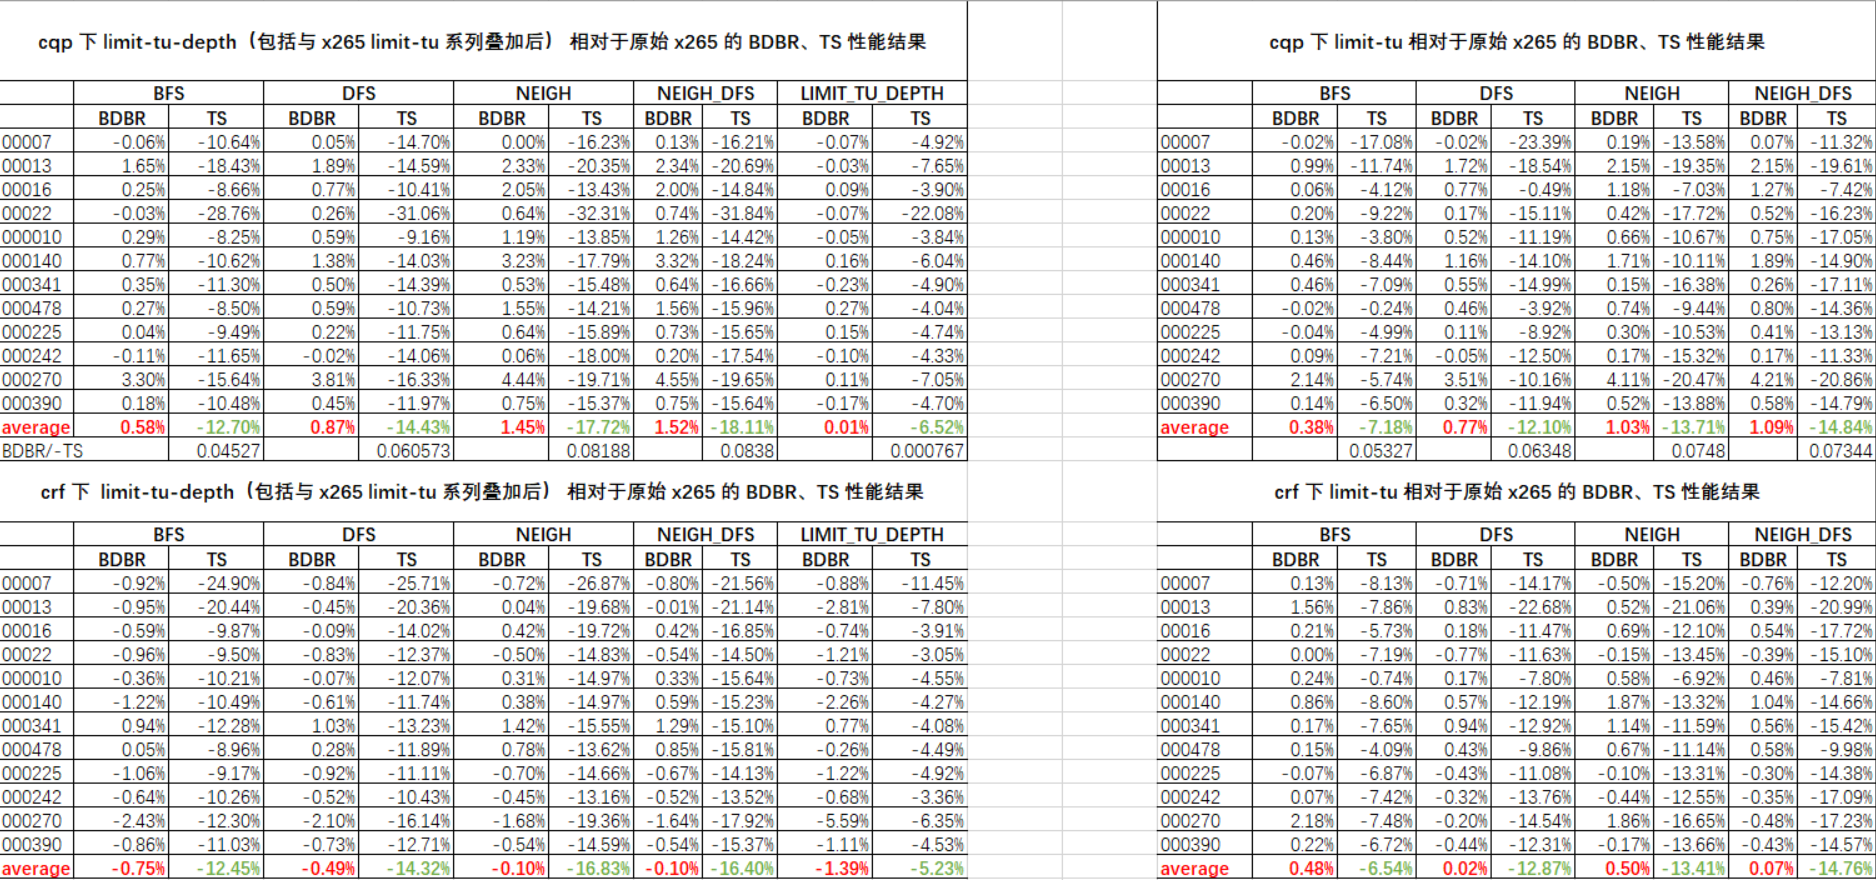 cqp 下 limit-tu-depth（包括与 x265 limit-tu 系列叠加后） 相对于原始 x265 的 BDBR、TS 性能结果
BFS DFS NEIGH NEIGH_DFS LIMIT_TU_DEPTH
BDBR TS BDBR TS BDBR TS BDBR TS BDBR TS
00007 -0.06% -10.64% 0.05% -14.70% 0.00% -16.23% 0.13% -16.21% -0.07% -4.92%
00013 1.65% -18.43% 1.89% -14.59% 2.33% -20.35% 2.34% -20.69% -0.03% -7.65%
00016 0.25% -8.66% 0.77% -10.41% 2.05% -13.43% 2.00% -14.84% 0.09% -3.90%
00022 -0.03% -28.76% 0.26% -31.06% 0.64% -32.31% 0.74% -31.84% -0.07% -22.08%
000010 0.29% -8.25% 0.59% -9.16% 1.19% -13.85% 1.26% -14.42% -0.05% -3.84%
000140 0.77% -10.62% 1.38% -14.03% 3.23% -17.79% 3.32% -18.24% 0.16% -6.04%
000341 0.35% -11.30% 0.50% -14.39% 0.53% -15.48% 0.64% -16.66% -0.23% -4.90%
000478 0.27% -8.50% 0.59% -10.73% 1.55% -14.21% 1.56% -15.96% 0.27% -4.04%
000225 0.04% -9.49% 0.22% -11.75% 0.64% -15.89% 0.73% -15.65% 0.15% -4.74%
000242 -0.11% -11.65% -0.02% -14.06% 0.06% -18.00% 0.20% -17.54% -0.10% -4.33%
000270 3.30% -15.64% 3.81% -16.33% 4.44% -19.71% 4.55% -19.65% 0.11% -7.05%
000390 0.18% -10.48% 0.45% -11.97% 0.75% -15.37% 0.75% -15.64% -0.17% -4.70%
average 0.58% -12.70% 0.87% -14.43% 1.45% -17.72% 1.52% -18.11% 0.01% -6.52%
BDBR/-TS 0.04527 0.060573 0.08188 0.0838 0.000767
cqp 下 limit-tu 相对于原始 x265 的 BDBR、TS 性能结果
BFS DFS NEIGH NEIGH_DFS
BDBR TS BDBR TS BDBR TS BDBR TS
00007 -0.02% -17.08% -0.02% -23.39% 0.19% -13.58% 0.07% -11.32%
00013 0.99% -11.74% 1.72% -18.54% 2.15% -19.35% 2.15% -19.61%
00016 0.06% -4.12% 0.77% -0.49% 1.18% -7.03% 1.27% -7.42%
00022 0.20% -9.22% 0.17% -15.11% 0.42% -17.72% 0.52% -16.23%
000010 0.13% -3.80% 0.52% -11.19% 0.66% -10.67% 0.75% -17.05%
000140 0.46% -8.44% 1.16% -14.10% 1.71% -10.11% 1.89% -14.90%
000341 0.46% -7.09% 0.55% -14.99% 0.15% -16.38% 0.26% -17.11%
000478 -0.02% -0.24% 0.46% -3.92% 0.74% -9.44% 0.80% -14.36%
000225 -0.04% -4.99% 0.11% -8.92% 0.30% -10.53% 0.41% -13.13%
000242 0.09% -7.21% -0.05% -12.50% 0.17% -15.32% 0.17% -11.33%
000270 2.14% -5.74% 3.51% -10.16% 4.11% -20.47% 4.21% -20.86%
000390 0.14% -6.50% 0.32% -11.94% 0.52% -13.88% 0.58% -14.79%
average 0.38% -7.18% 0.77% -12.10% 1.03% -13.71% 1.09% -14.84%
0.05327 0.06348 0.0748 0.07344
crf 下 limit-tu-depth（包括与 x265 limit-tu 系列叠加后） 相对于原始 x265 的 BDBR、TS 性能结果
BFS DFS NEIGH NEIGH_DFS LIMIT_TU_DEPTH
BDBR TS BDBR TS BDBR TS BDBR TS BDBR TS
00007 -0.92% -24.90% -0.84% -25.71% -0.72% -26.87% -0.80% -21.56% -0.88% -11.45%
00013 -0.95% -20.44% -0.45% -20.36% 0.04% -19.68% -0.01% -21.14% -2.81% -7.80%
00016 -0.59% -9.87% -0.09% -14.02% 0.42% -19.72% 0.42% -16.85% -0.74% -3.91%
00022 -0.96% -9.50% -0.83% -12.37% -0.50% -14.83% -0.54% -14.50% -1.21% -3.05%
000010 -0.36% -10.21% -0.07% -12.07% 0.31% -14.97% 0.33% -15.64% -0.73% -4.55%
000140 -1.22% -10.49% -0.61% -11.74% 0.38% -14.97% 0.59% -15.23% -2.26% -4.27%
000341 0.94% -12.28% 1.03% -13.23% 1.42% -15.55% 1.29% -15.10% 0.77% -4.08%
000478 0.05% -8.96% 0.28% -11.89% 0.78% -13.62% 0.85% -15.81% -0.26% -4.49%
000225 -1.06% -9.17% -0.92% -11.11% -0.70% -14.66% -0.67% -14.13% -1.22% -4.92%
000242 -0.64% -10.26% -0.52% -10.43% -0.45% -13.16% -0.52% -13.52% -0.68% -3.36%
000270 -2.43% -12.30% -2.10% -16.14% -1.68% -19.36% -1.64% -17.92% -5.59% -6.35%
000390 -0.86% -11.03% -0.73% -12.71% -0.54% -14.59% -0.54% -15.37% -1.11% -4.53%
average -0.75% -12.45% -0.49% -14.32% -0.10% -16.83% -0.10% -16.40% -1.39% -5.23%
crf 下 limit-tu 相对于原始 x265 的 BDBR、TS 性能结果
BFS DFS NEIGH NEIGH_DFS
BDBR TS BDBR TS BDBR TS BDBR TS
00007 0.13% -8.13% -0.71% -14.17% -0.50% -15.20% -0.76% -12.20%
00013 1.56% -7.86% 0.83% -22.68% 0.52% -21.06% 0.39% -20.99%
00016 0.21% -5.73% 0.18% -11.47% 0.69% -12.10% 0.54% -17.72%
00022 0.00% -7.19% -0.77% -11.63% -0.15% -13.45% -0.39% -15.10%
000010 0.24% -0.74% 0.17% -7.80% 0.58% -6.92% 0.46% -7.81%
000140 0.86% -8.60% 0.57% -12.19% 1.87% -13.32% 1.04% -14.66%
000341 0.17% -7.65% 0.94% -12.92% 1.14% -11.59% 0.56% -15.42%
000478 0.15% -4.09% 0.43% -9.86% 0.67% -11.14% 0.58% -9.98%
000225 -0.07% -6.87% -0.43% -11.08% -0.10% -13.31% -0.30% -14.38%
000242 0.07% -7.42% -0.32% -13.76% -0.44% -12.55% -0.35% -17.09%
000270 2.18% -7.48% -0.20% -14.54% 1.86% -16.65% -0.48% -17.23%
000390 0.22% -6.72% -0.44% -12.31% -0.17% -13.66% -0.43% -14.57%
average 0.48% -6.54% 0.02% -12.87% 0.50% -13.41% 0.07% -14.76%